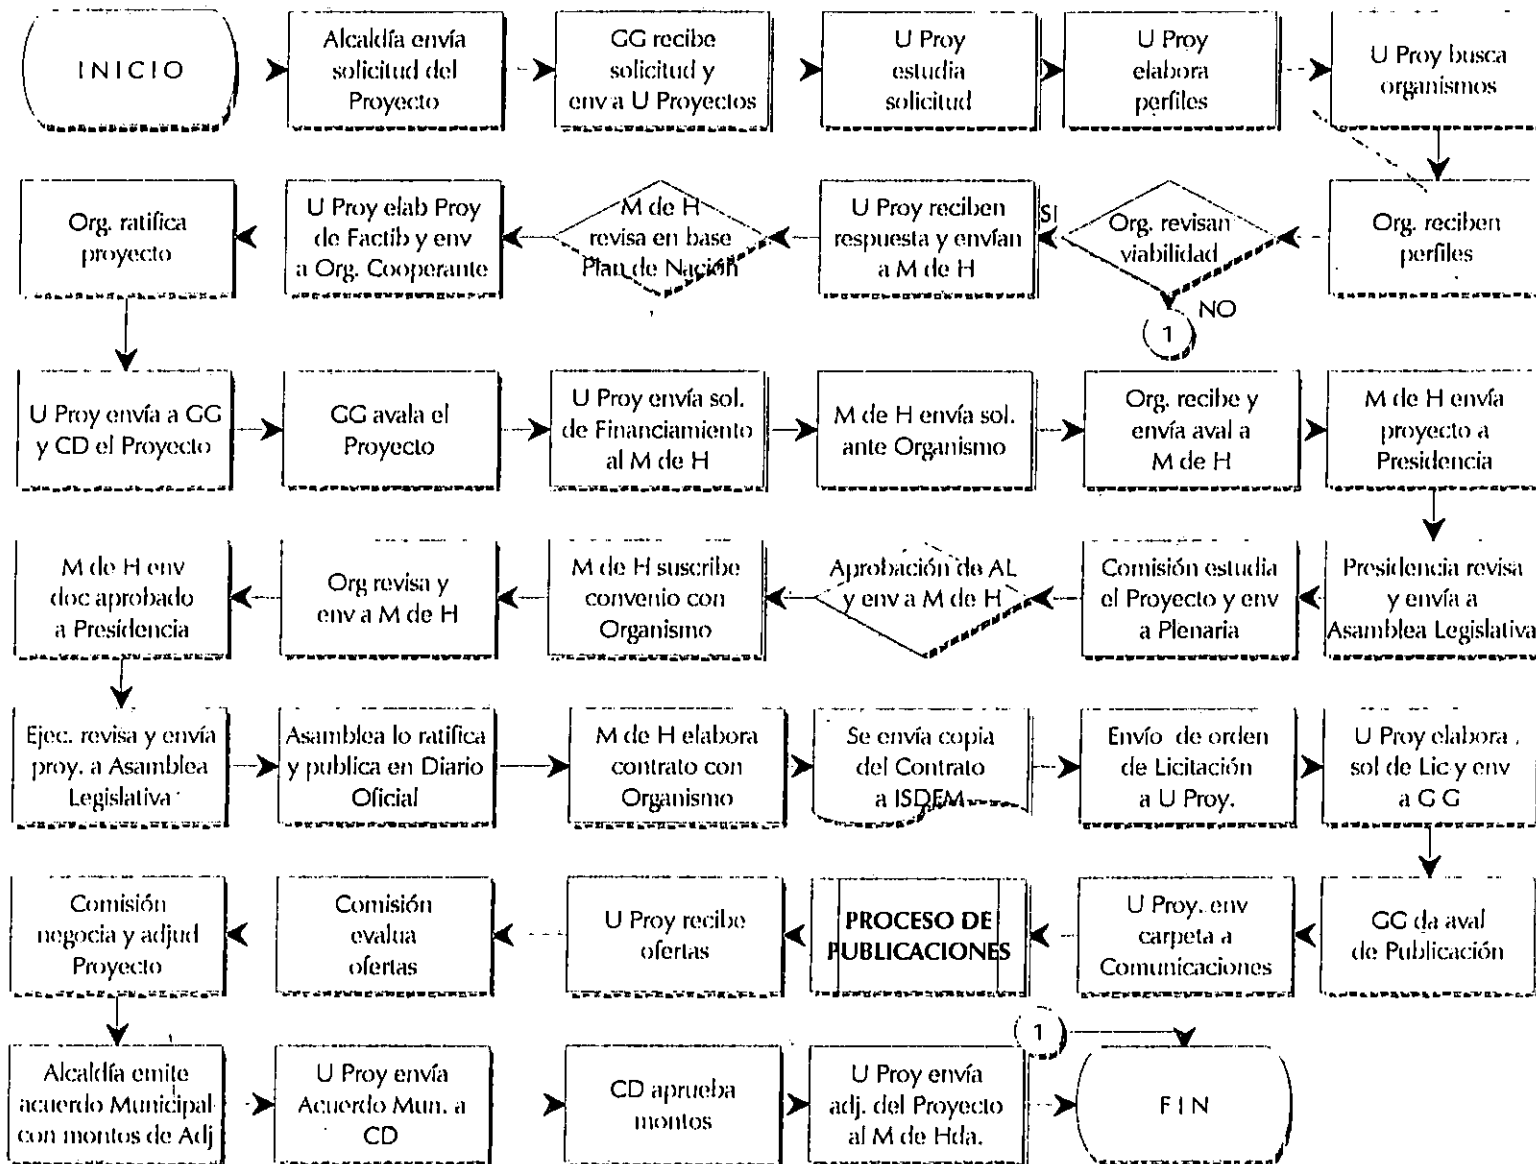 INICIO
Alcaldía envía
solicitud del
Proyecto
GG recibe
solicitud y
env a U Proyectos
U Proy
estudia
solicitud
U Proy
elabora
perfiles
U Proy busca
organismos
Org. reciben
perfiles
Org. revisan
viabilidad
SI
NO
1
U Proy reciben
respuesta y envían
a M de H
M de H
revisa en base
Plan de Nación
U Proy elab Proy
de Factib y env
a Org. Cooperante
Org. ratifica
proyecto
U Proy envía a GG
y CD el Proyecto
GG avala el
Proyecto
U Proy envía sol.
de Financiamiento
al M de H
M de H envía sol.
ante Organismo
Org. recibe y
envía aval a
M de H
M de H envía
proyecto a
Presidencia
Presidencia revisa
y envía a
Asamblea Legislativa
Comisión estudia
el Proyecto y env
a Plenaria
Aprobación de AL
y env a M de H
M de H suscribe
convenio con
Organismo
Org revisa y
env a M de H
M de H env
doc aprobado
a Presidencia
Ejec. revisa y envía
proy. a Asamblea
Legislativa
Asamblea lo ratifica
y publica en Diario
Oficial
M de H elabora
contrato con
Organismo
Se envía copia
del Contrato
a ISDEM
Envío de orden
de Licitación
a U Proy.
U Proy elabora
sol de Lic y env
a G G
GG da aval
de Publicación
U Proy. env
carpeta a
Comunicaciones
PROCESO DE
PUBLICACIONES
U Proy recibe
ofertas
Comisión
evalua
ofertas
Comisión
negocia y adjud
Proyecto
Alcaldía emite
acuerdo Municipal
con montos de Adj
U Proy envía
Acuerdo Mun. a
CD
CD aprueba
montos
U Proy envía
adj. del Proyecto
al M de Hda.
1
FIN